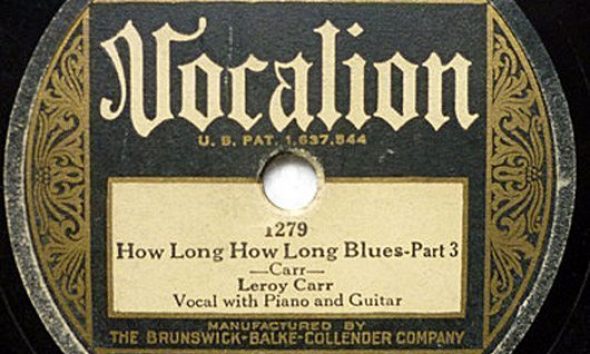 Vocalion
U. S. PAT. 1,637,544
1279
How Long How Long Blues-Part 3
—Carr—
Leroy Carr
Vocal with Piano and Guitar
MANUFACTURED BY
THE BRUNSWICK-BALKE-COLLENDER COMPANY